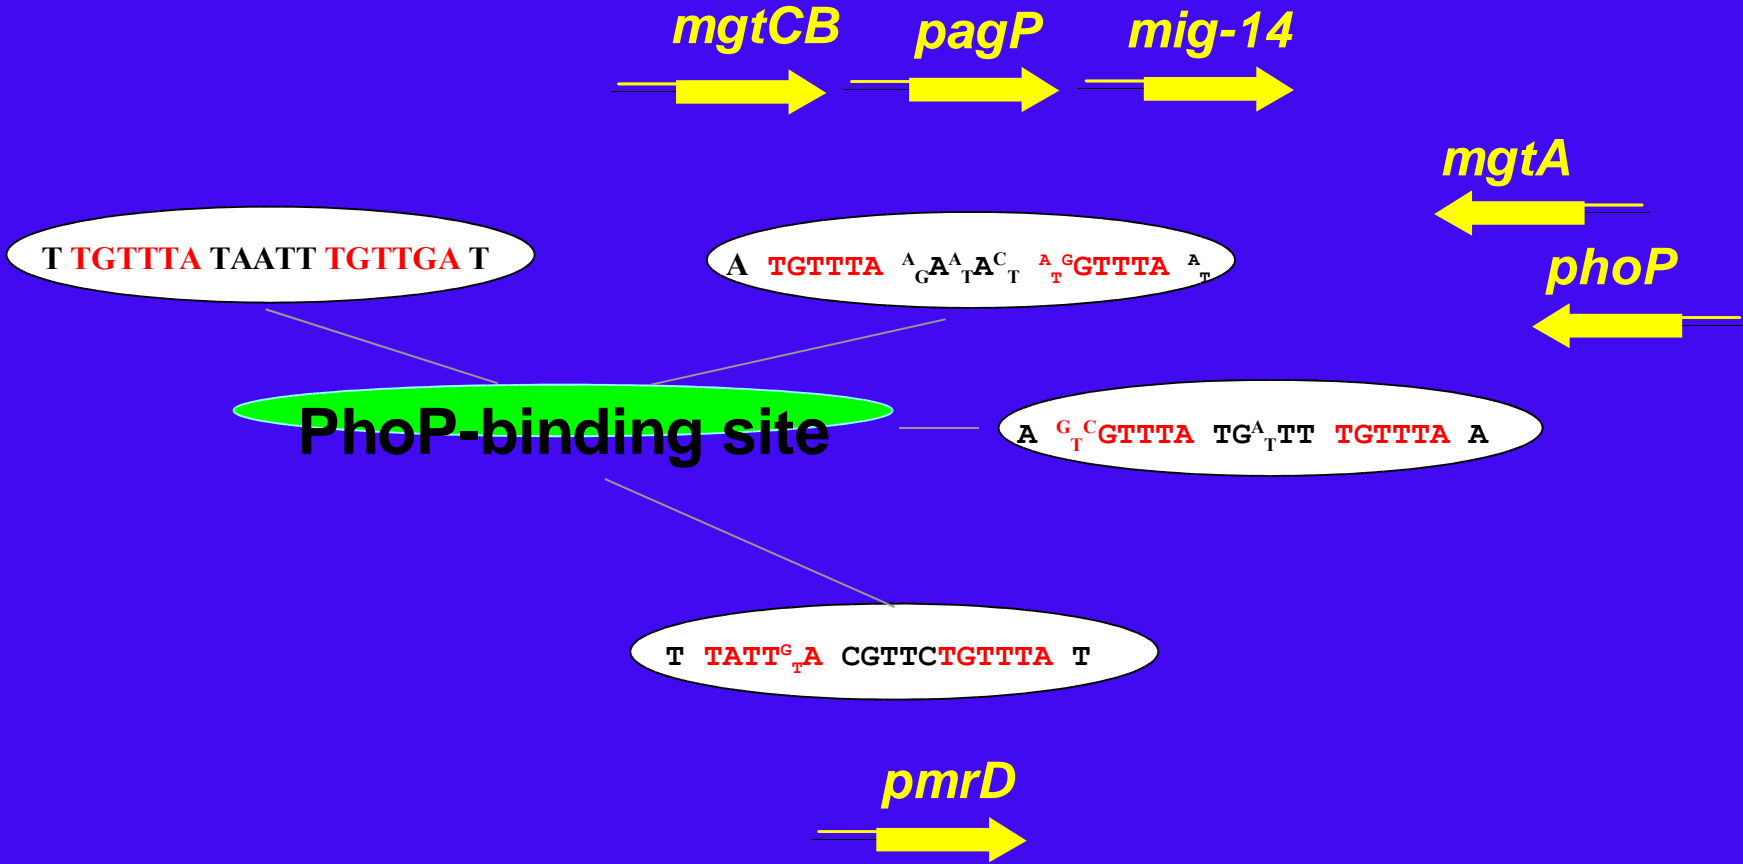 mgtCB pagP mig-14
mgtA
phoP
T TGTTTA TAATT TGTTGA T
A TGTTTA AGAATACT ATGGTTTA AT
PhoP-binding site
A GTCGTTTA TGATTT TGTTTA A
T TATTGTA CGTTCTGTTTA T
pmrD